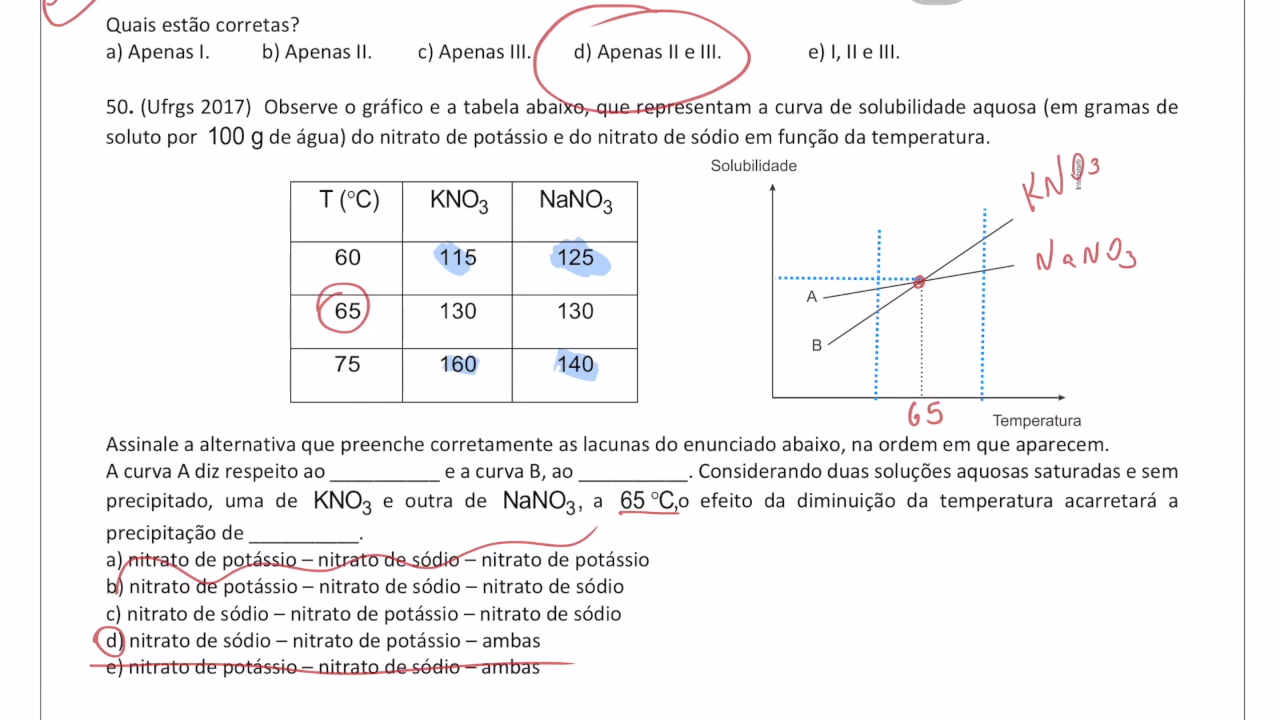 Quais estão corretas?
a) Apenas I. b) Apenas II. c) Apenas III. d) Apenas II e III. e) I, II e III.
50. (Ufrgs 2017) Observe o gráfico e a tabela abaixo, que representam a curva de solubilidade aquosa (em gramas de
soluto por 100 g de água) do nitrato de potássio e do nitrato de sódio em função da temperatura.
T (°C) KNO₃ NaNO₃
60 115 125
65 130 130
75 160 140
Solubilidade
KNO₃
NaNO₃
A
B
65
Temperatura
Assinale a alternativa que preenche corretamente as lacunas do enunciado abaixo, na ordem em que aparecem.
A curva A diz respeito ao __________ e a curva B, ao __________. Considerando duas soluções aquosas saturadas e sem
precipitado, uma de KNO₃ e outra de NaNO₃, a 65 °C,o efeito da diminuição da temperatura acarretará a
precipitação de __________.
a) nitrato de potássio – nitrato de sódio – nitrato de potássio
b) nitrato de potássio – nitrato de sódio – nitrato de sódio
c) nitrato de sódio – nitrato de potássio – nitrato de sódio
d) nitrato de sódio – nitrato de potássio – ambas
e) nitrato de potássio – nitrato de sódio – ambas